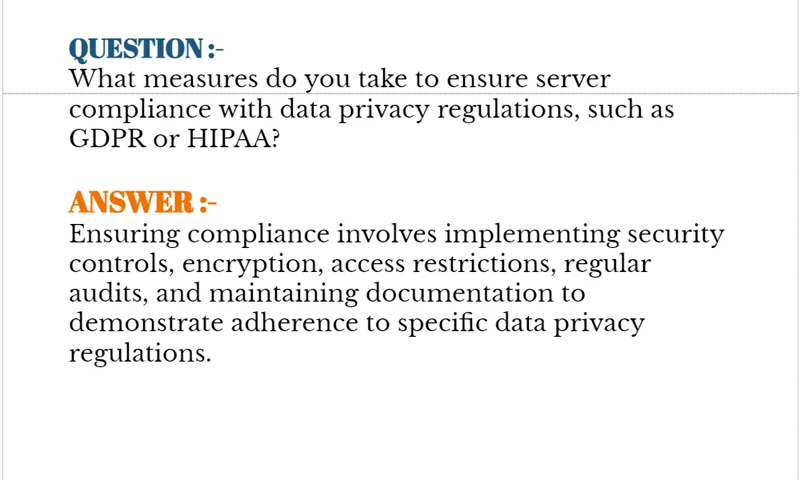 QUESTION :-
What measures do you take to ensure server
compliance with data privacy regulations, such as
GDPR or HIPAA?
ANSWER :-
Ensuring compliance involves implementing security
controls, encryption, access restrictions, regular
audits, and maintaining documentation to
demonstrate adherence to specific data privacy
regulations.